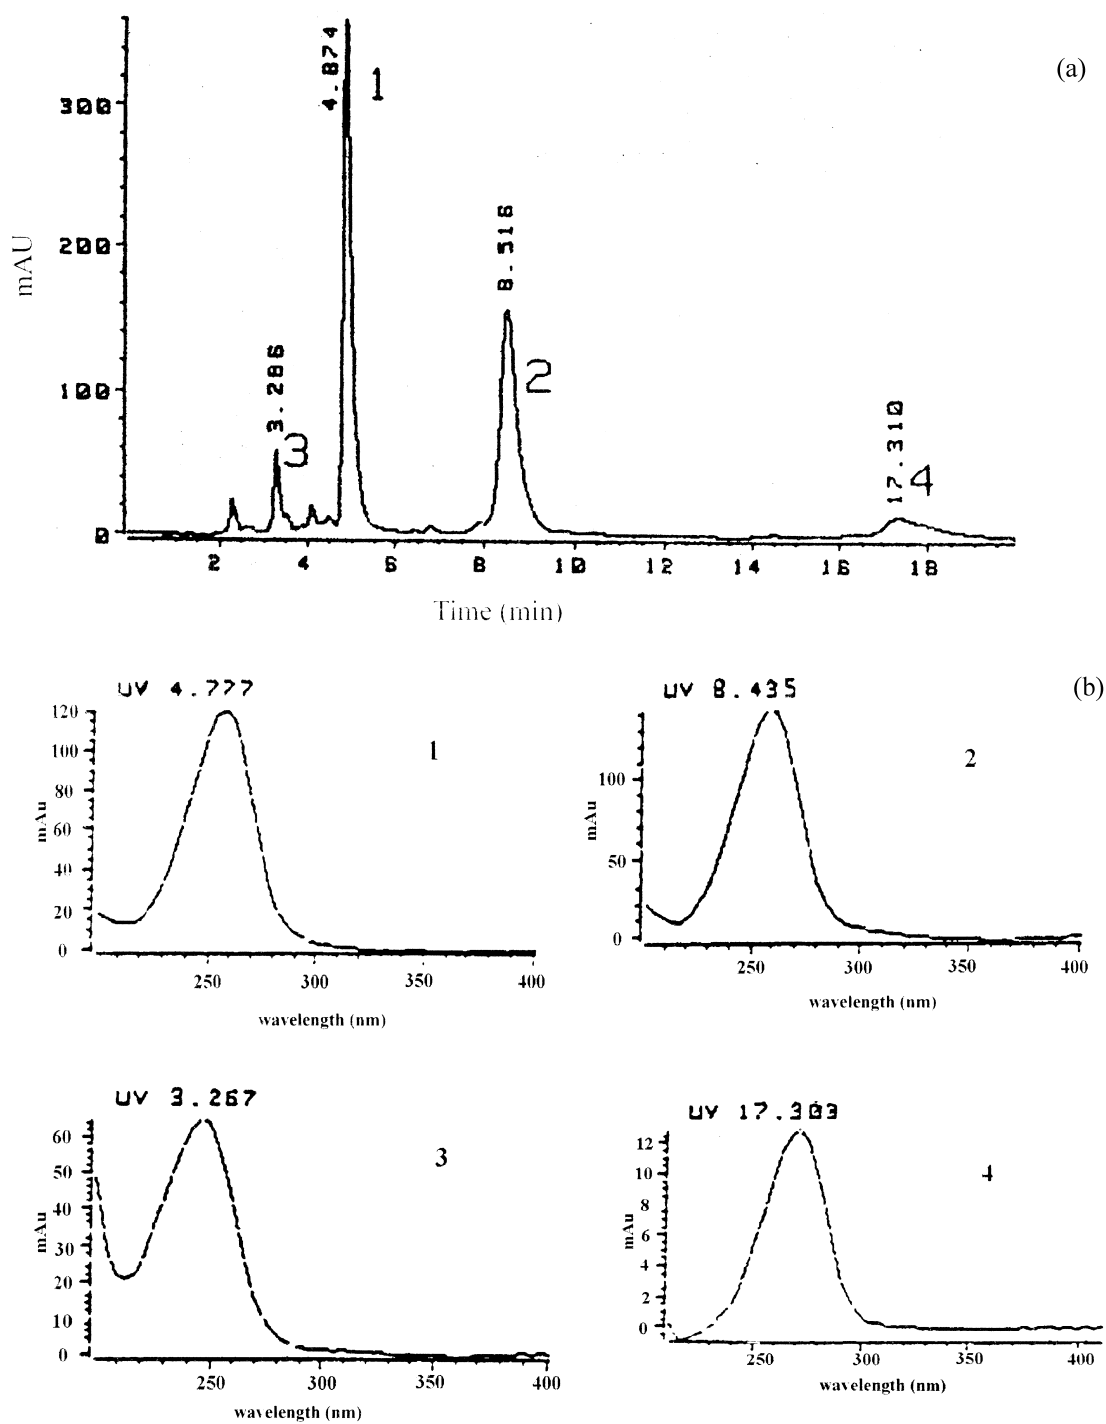 (a)
4.874
1
300
200
100
0
mAU
8.516
2
3.286
3
17.310
4
2 4 6 8 10 12 14 16 18
Time (min)
(b)
UV 4.777
120
100
80
60
40
20
0
mAu
1
250 300 350 400
wavelength (nm)
UV 8.435
100
50
0
mAu
2
250 300 350 400
wavelength (nm)
UV 3.267
60
50
40
30
20
10
0
mAu
3
250 300 350 400
wavelength (nm)
UV 17.303
12
10
8
6
4
2
0
mAu
4
250 300 350 400
wavelength (nm)